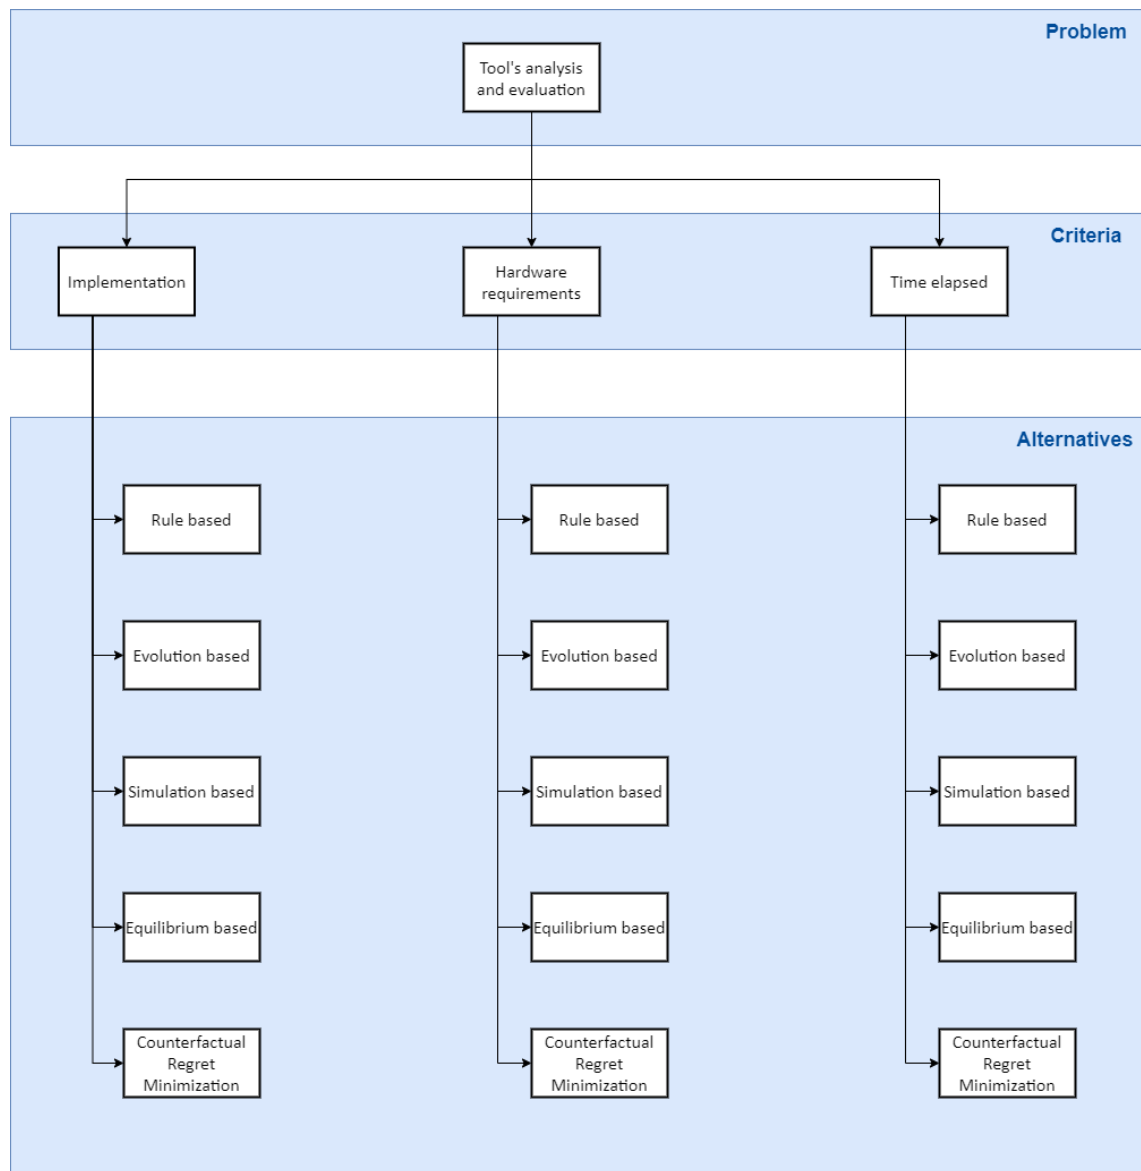 Problem
Tool's analysis
and evaluation
Criteria
Implementation
Hardware
requirements
Time elapsed
Alternatives
Rule based
Rule based
Rule based
Evolution based
Evolution based
Evolution based
Simulation based
Simulation based
Simulation based
Equilibrium based
Equilibrium based
Equilibrium based
Counterfactual
Regret
Minimization
Counterfactual
Regret
Minimization
Counterfactual
Regret
Minimization